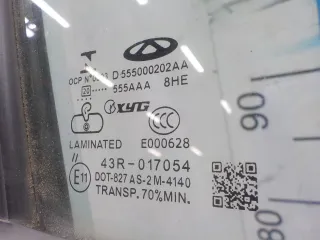 D 555000202AA
555AAA 8HE
XYG
CCC
LAMINATED E000628
43R-017054
E11
DOT-827 AS-2 M-4140
TRANSP. 70% MIN.
90
80